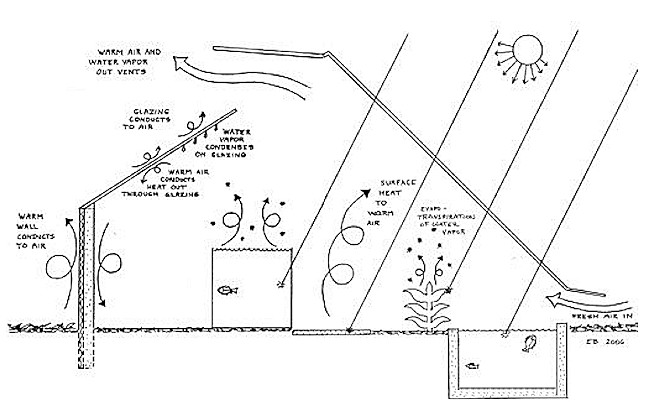 WARM AIR AND
WATER VAPOR
OUT VENTS
GLAZING
CONDUCTS
TO AIR
WATER
VAPOR
CONDENSES
ON GLAZING
WARM AIR
CONDUCTS
HEAT OUT
THROUGH GLAZING
WARM
WALL
CONDUCTS
TO AIR
SURFACE
HEAT
TO
WARM
AIR
EVAPO-
TRANSPIRATION
OF WATER
VAPOR
FRESH AIR IN
EB 2006